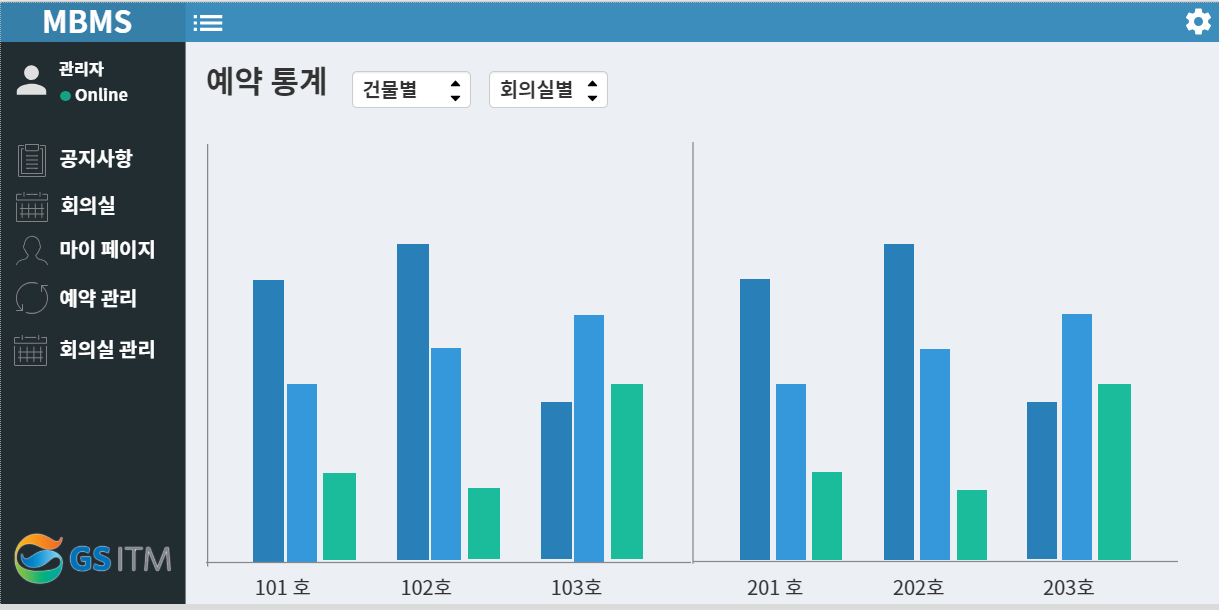 MBMS
관리자
Online
공지사항
회의실
마이 페이지
예약 관리
회의실 관리
GS ITM
예약 통계
건물별
회의실별
101 호
102호
103호
201 호
202호
203호